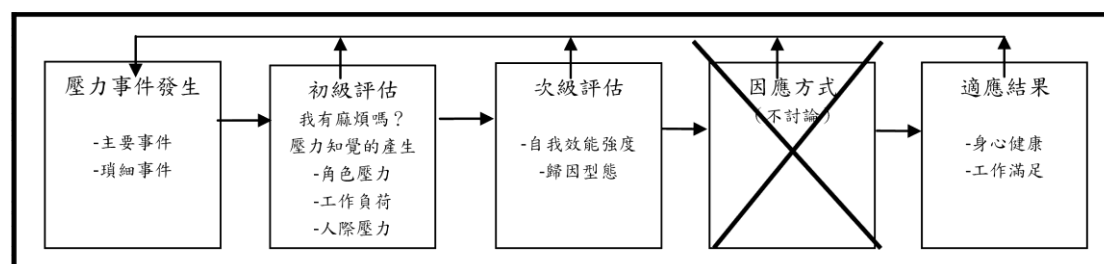 壓力事件發生
-主要事件
-瑣細事件
初級評估
我有麻煩嗎？
壓力知覺的產生
-角色壓力
-工作負荷
-人際壓力
次級評估
-自我效能強度
-歸因型態
因應方式
（不討論）
適應結果
-身心健康
-工作滿足